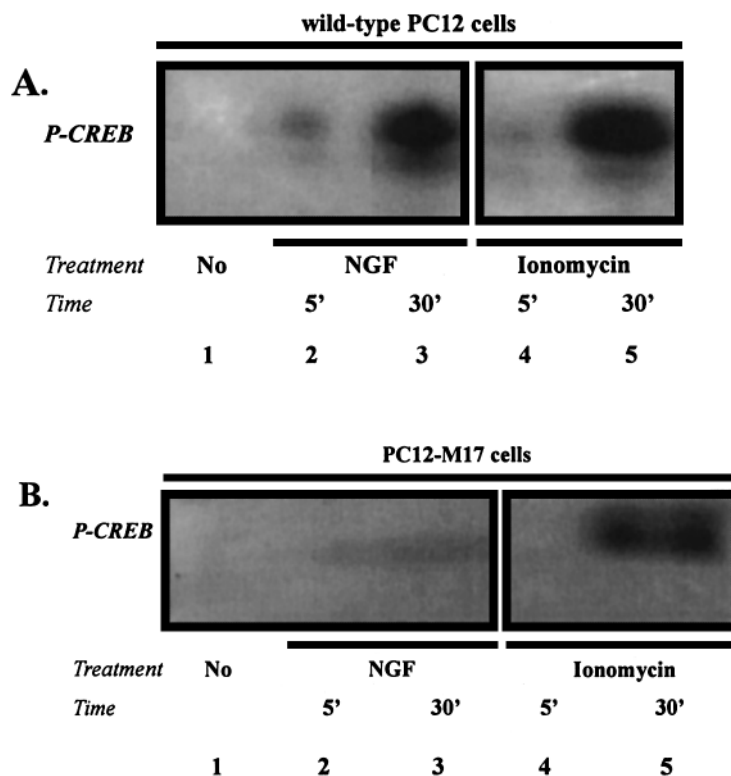 wild-type PC12 cells
A.
P-CREB
Treatment No NGF Ionomycin
Time 5’ 30’ 5’ 30’
1 2 3 4 5
PC12-M17 cells
B.
P-CREB
Treatment No NGF Ionomycin
Time 5’ 30’ 5’ 30’
1 2 3 4 5